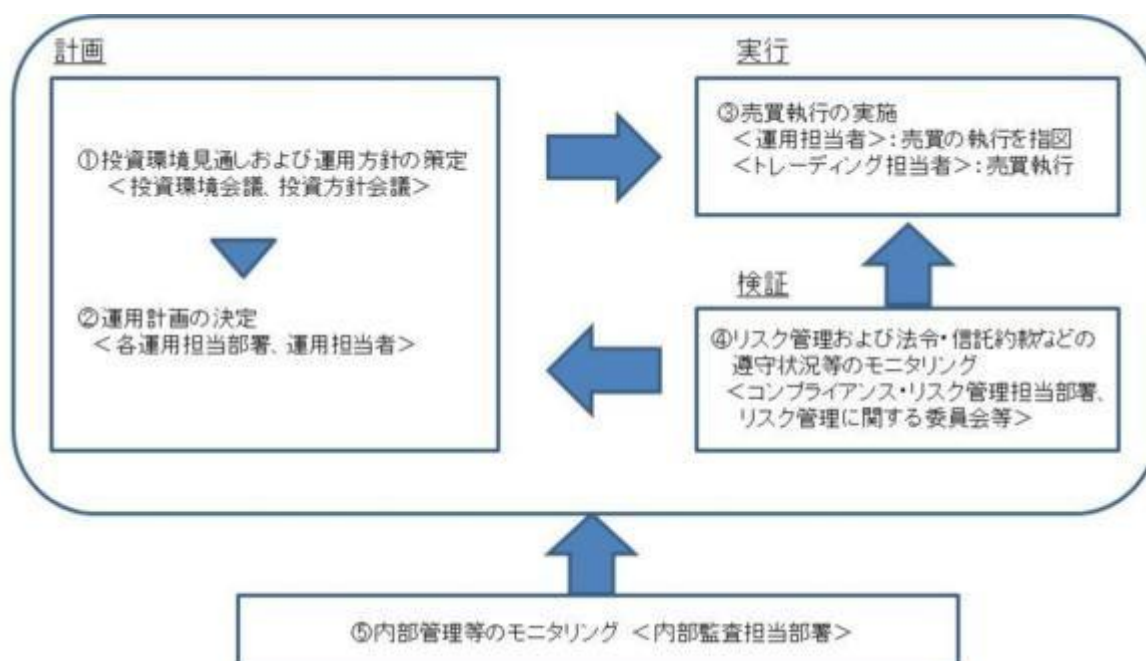 計画
①投資環境見通しおよび運用方針の策定
＜投資環境会議、投資方針会議＞
②運用計画の決定
＜各運用担当部署、運用担当者＞
実行
③売買執行の実施
＜運用担当者＞：売買の執行を指図
＜トレーディング担当者＞：売買執行
検証
④リスク管理および法令・信託約款などの
遵守状況等のモニタリング
＜コンプライアンス・リスク管理担当部署、
リスク管理に関する委員会等＞
⑤内部管理等のモニタリング ＜内部監査担当部署＞